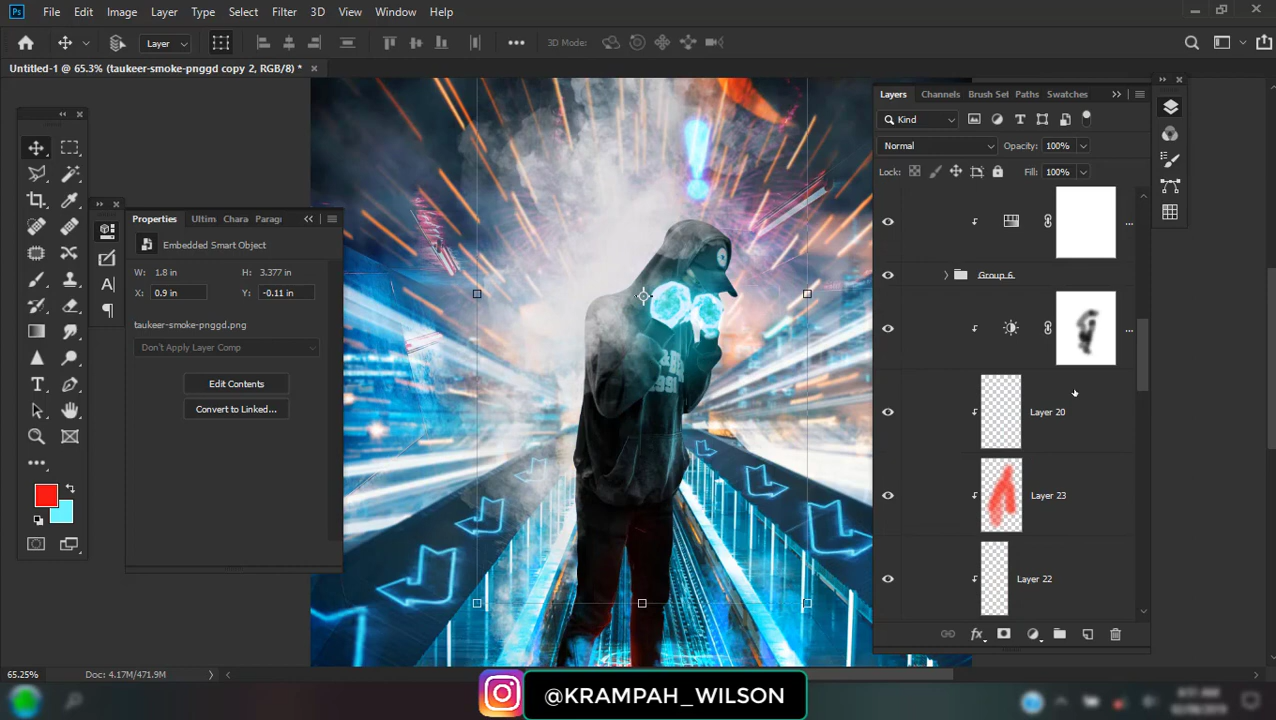 Ps File Edit Image Layer Type Select Filter 3D View Window Help
Layer
3D Mode:
Untitled-1 @ 65.3% (taukeer-smoke-pnggd copy 2, RGB/8) *
Layers Channels Brush Set Paths Swatches
Kind
Normal Opacity: 100%
Lock: Fill: 100%
Group 6
Layer 20
Layer 23
Layer 22
Properties Ultim Chara Paragr
Embedded Smart Object
W: 1.8 in H: 3.377 in
X: 0.9 in Y: -0.11 in
taukeer-smoke-pnggd.png
Don't Apply Layer Comp
Edit Contents
Convert to Linked...
65.25% Doc: 4.17M/471.9M
@KRAMPAH_WILSON